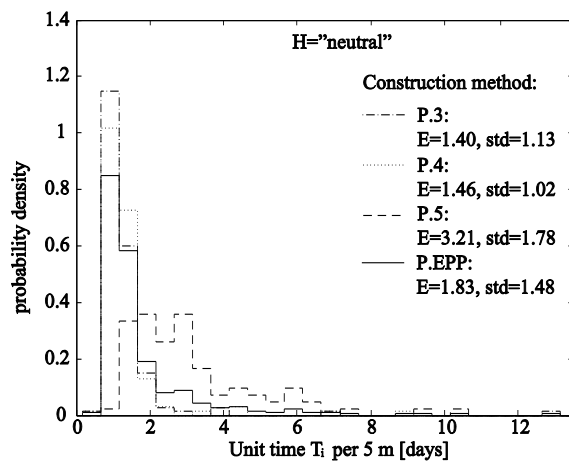 H=”neutral”
Construction method:
P.3:
E=1.40, std=1.13
P.4:
E=1.46, std=1.02
P.5:
E=3.21, std=1.78
P.EPP:
E=1.83, std=1.48
probability density
1.4
1.2
1
0.8
0.6
0.4
0.2
0
0 2 4 6 8 10 12
Unit time Ti per 5 m [days]